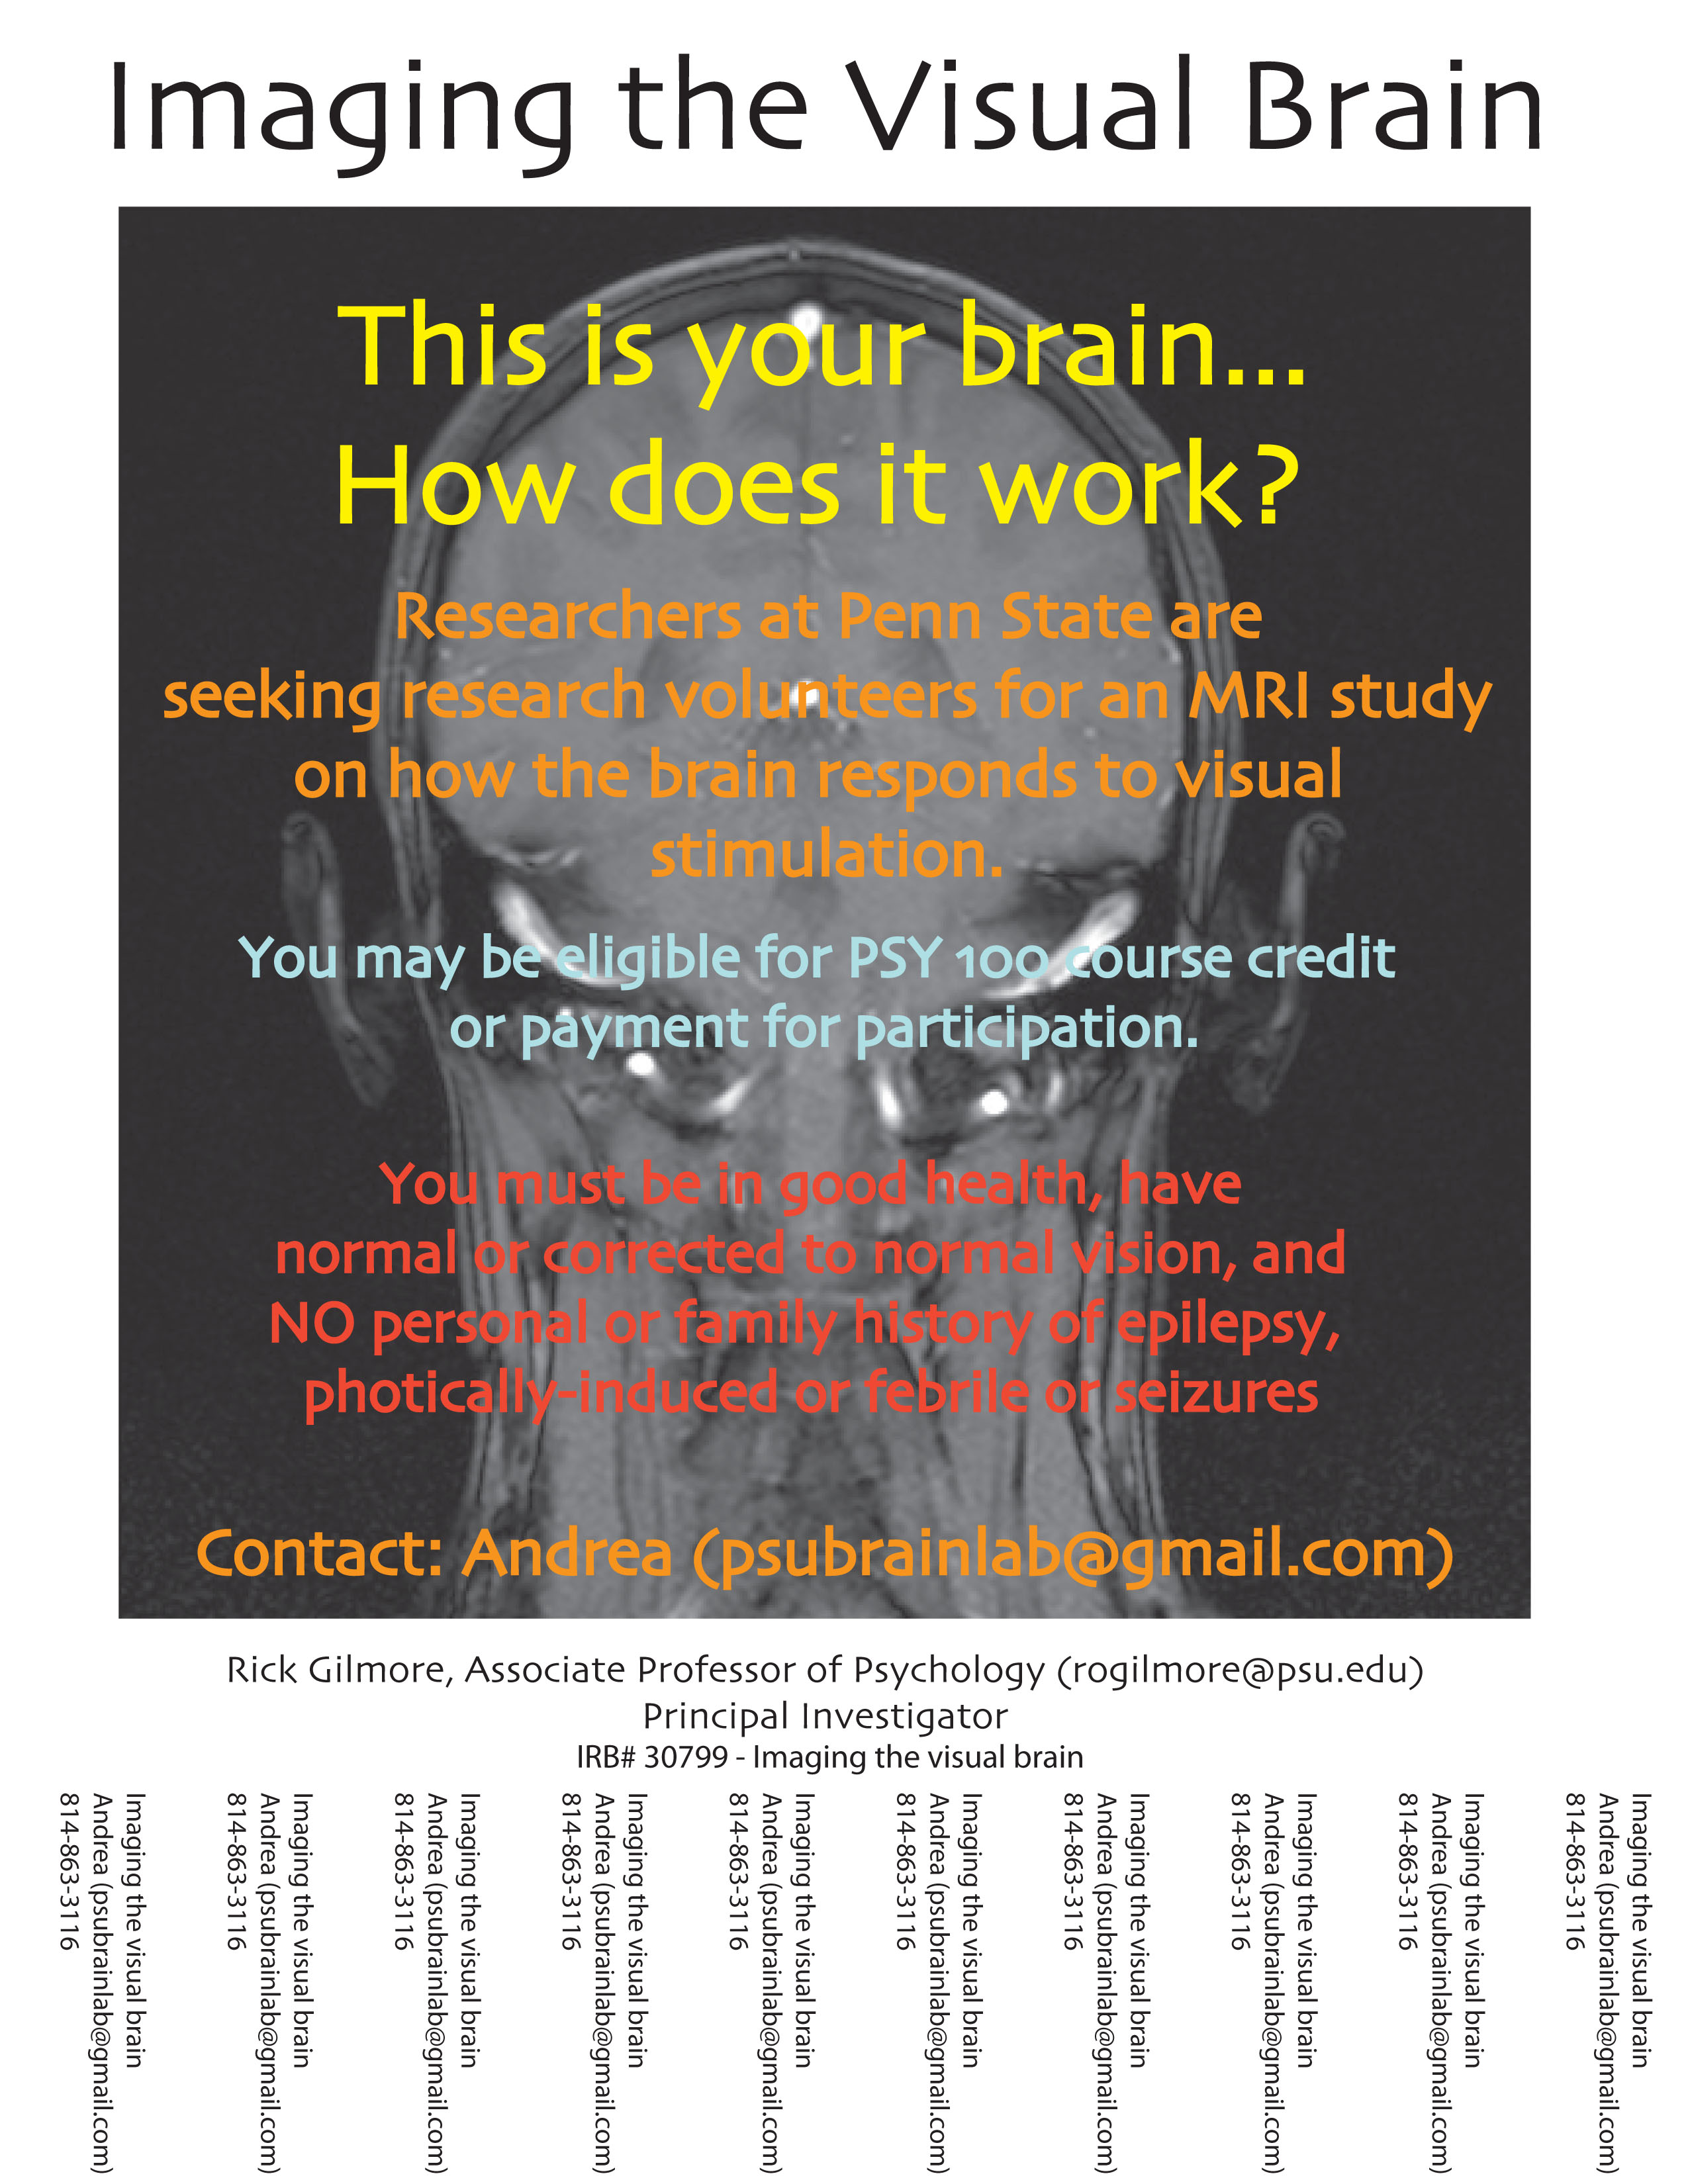 Imaging the Visual Brain
This is your brain...
How does it work?
Researchers at Penn State are
seeking research volunteers for an MRI study
on how the brain responds to visual
stimulation.
You may be eligible for PSY 100 course credit
or payment for participation.
You must be in good health, have
normal or corrected to normal vision, and
NO personal or family history of epilepsy,
photically-induced or febrile or seizures
Contact: Andrea (psubrainlab@gmail.com)
Rick Gilmore, Associate Professor of Psychology (rogilmore@psu.edu)
Principal Investigator
IRB# 30799 - Imaging the visual brain
Imaging the visual brain
Andrea (psubrainlab@gmail.com)
814-863-3116
Imaging the visual brain
Andrea (psubrainlab@gmail.com)
814-863-3116
Imaging the visual brain
Andrea (psubrainlab@gmail.com)
814-863-3116
Imaging the visual brain
Andrea (psubrainlab@gmail.com)
814-863-3116
Imaging the visual brain
Andrea (psubrainlab@gmail.com)
814-863-3116
Imaging the visual brain
Andrea (psubrainlab@gmail.com)
814-863-3116
Imaging the visual brain
Andrea (psubrainlab@gmail.com)
814-863-3116
Imaging the visual brain
Andrea (psubrainlab@gmail.com)
814-863-3116
Imaging the visual brain
Andrea (psubrainlab@gmail.com)
814-863-3116
Imaging the visual brain
Andrea (psubrainlab@gmail.com)
814-863-3116